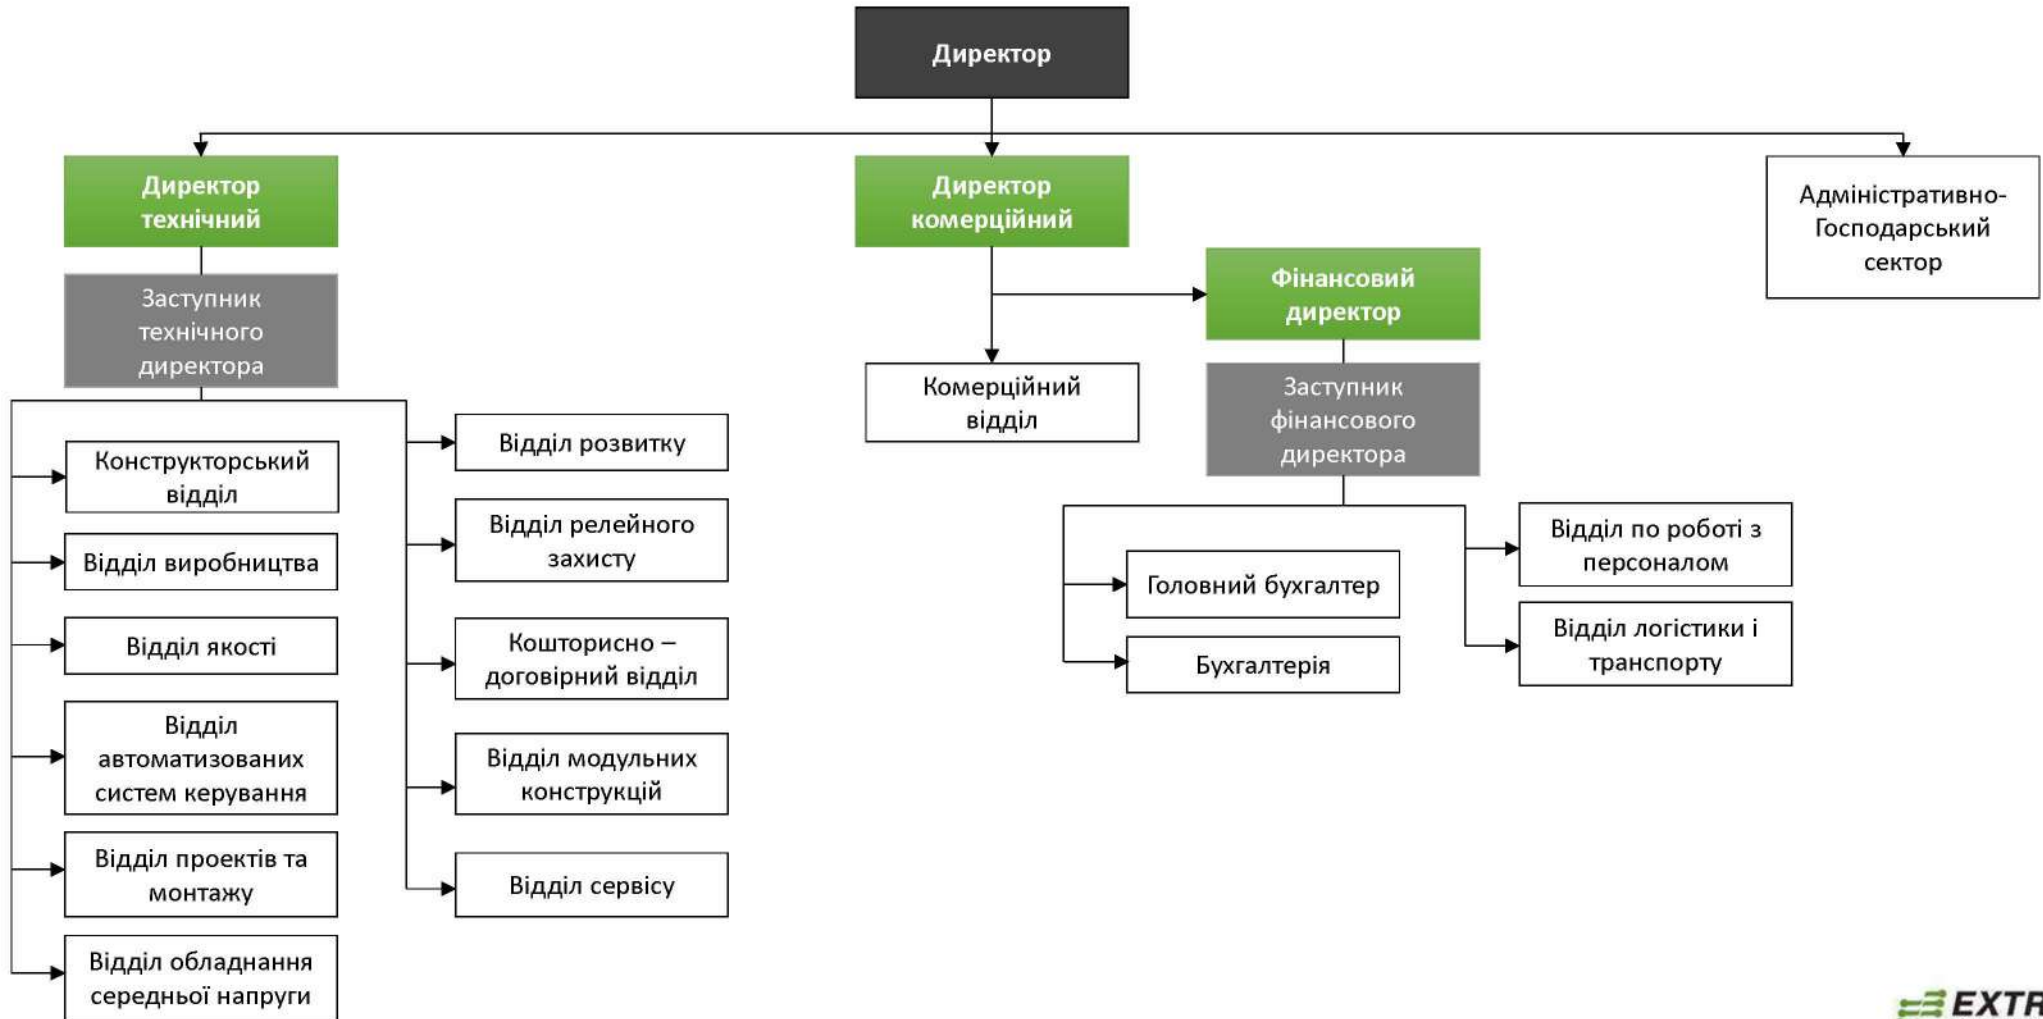 Директор
Директор
технічний
Директор
комерційний
Адміністративно-
Господарський
сектор
Фінансовий
директор
Заступник
технічного
директора
Комерційний
відділ
Заступник
фінансового
директора
Конструкторський
відділ
Відділ виробництва
Відділ якості
Відділ
автоматизованих
систем керування
Відділ проектів та
монтажу
Відділ обладнання
середньої напруги
Відділ розвитку
Відділ релейного
захисту
Кошторисно –
договірний відділ
Відділ модульних
конструкцій
Відділ сервісу
Головний бухгалтер
Бухгалтерія
Відділ по роботі з
персоналом
Відділ логістики і
транспорту